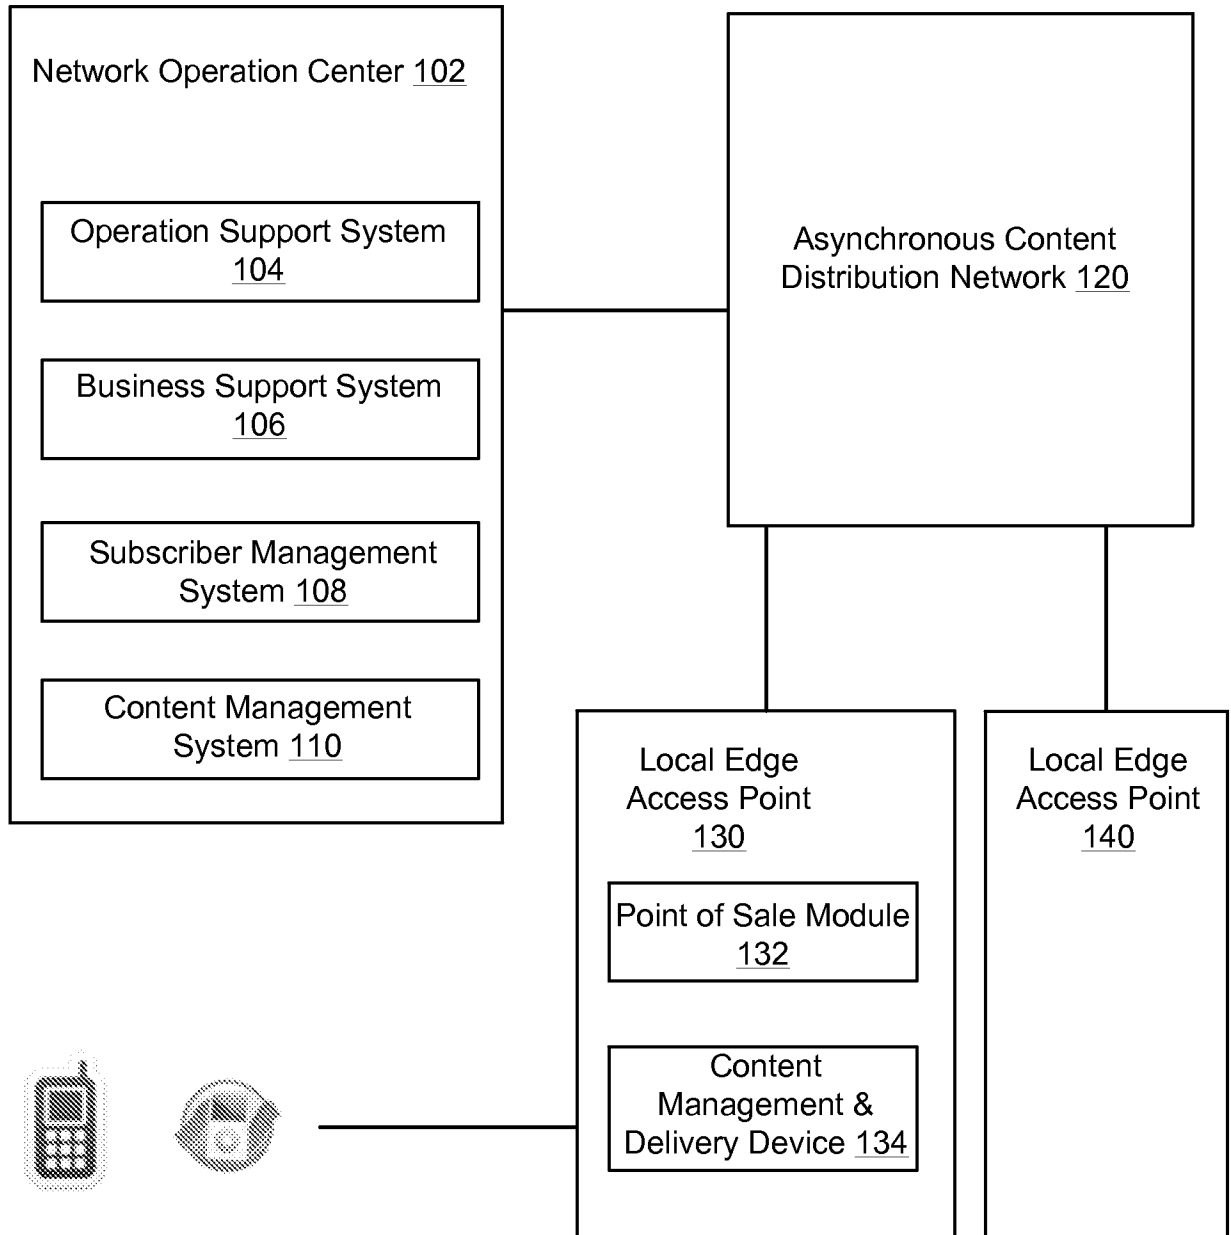 Network Operation Center 102
Operation Support System
104
Business Support System
106
Subscriber Management
System 108
Content Management
System 110
Asynchronous Content
Distribution Network 120
Local Edge
Access Point
130
Point of Sale Module
132
Content
Management &
Delivery Device 134
Local Edge
Access Point
140